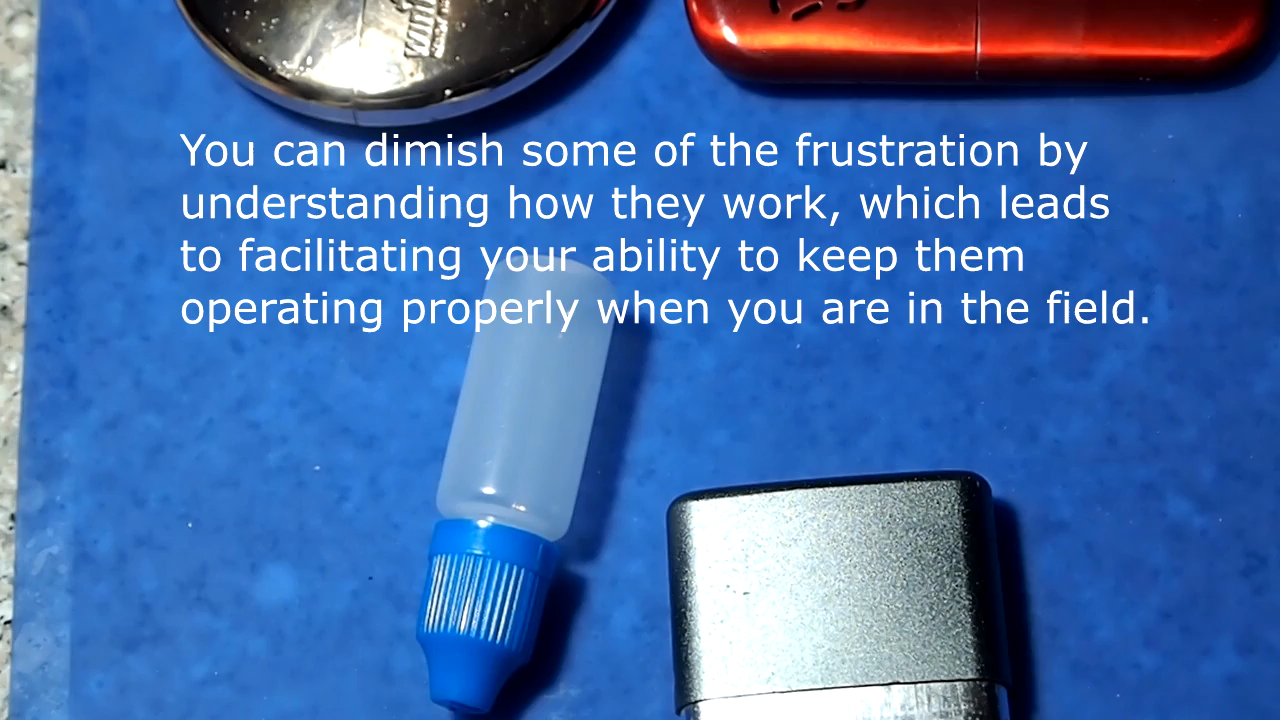 You can dimish some of the frustration by
understanding how they work, which leads
to facilitating your ability to keep them
operating properly when you are in the field.